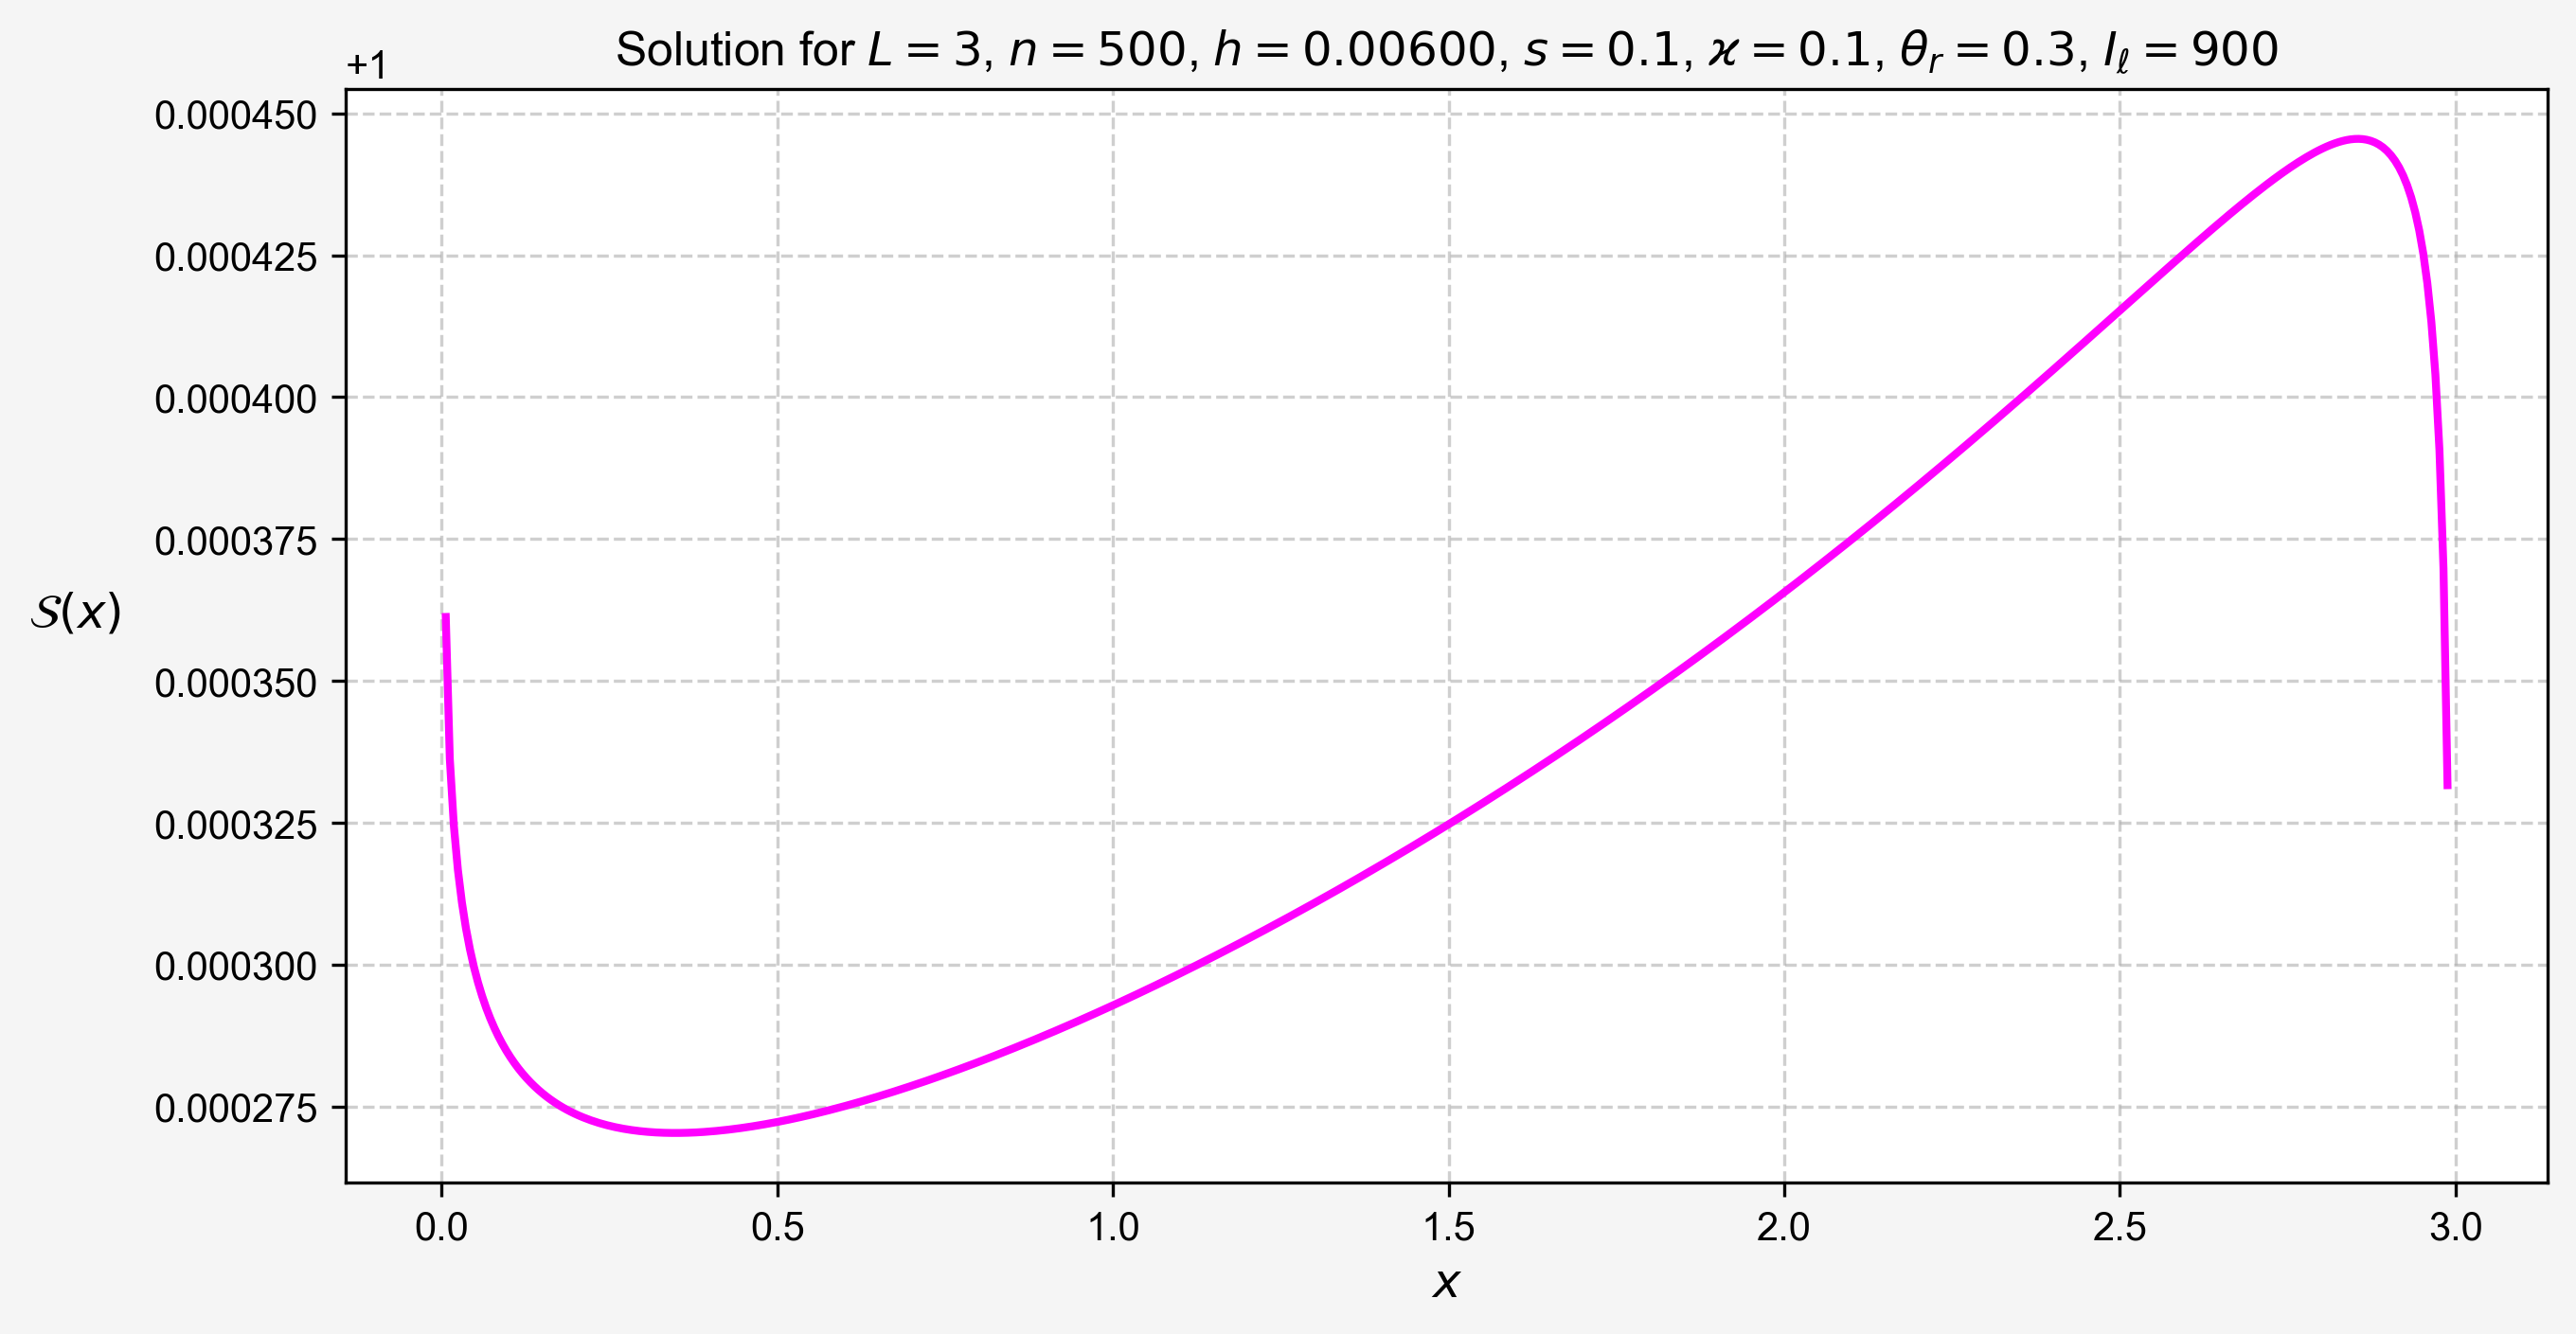 Solution for L = 3, n = 500, h = 0.00600, s = 0.1, ϰ = 0.1, θ_r = 0.3, I_ℓ = 900
+1
0.000450
0.000425
0.000400
0.000375
0.000350
0.000325
0.000300
0.000275
𝒮(x)
0.0 0.5 1.0 1.5 2.0 2.5 3.0
x